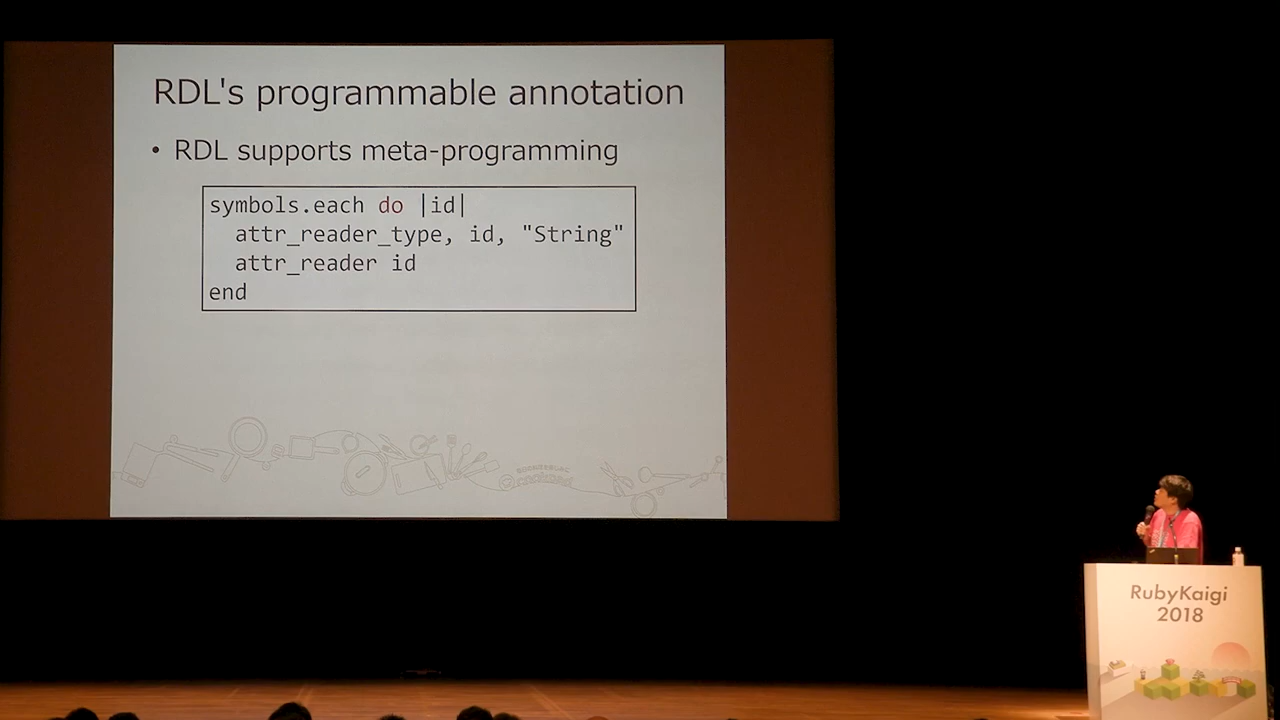 RDL's programmable annotation
• RDL supports meta-programming
symbols.each do |id|
  attr_reader_type, id, "String"
  attr_reader id
end
RubyKaigi
2018